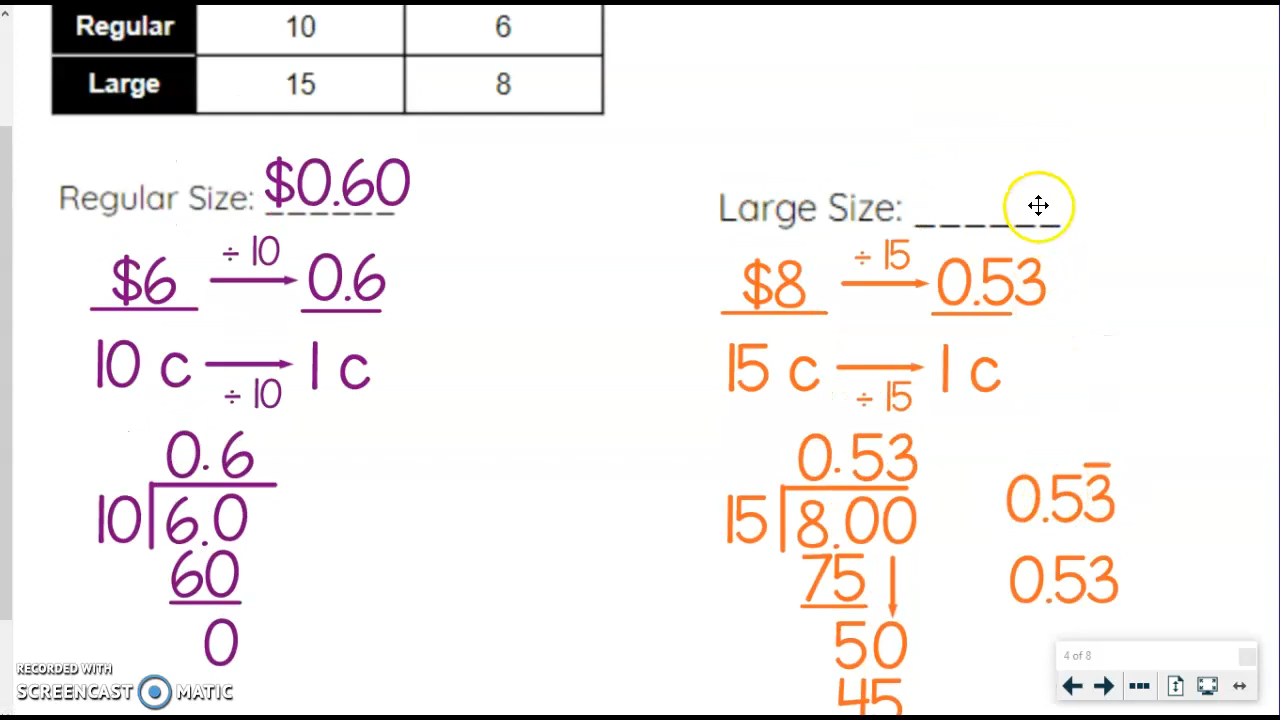 Regular 10 6
Large 15 8
Regular Size: $0.60
÷ 10
$6 0.6
10 c 1 c
÷ 10
0.6
10 6.0
60
0
Large Size: _ _ _ _ _ _
÷ 15
$8 0.53
15 c 1 c
÷ 15
0.53
15 8.00
75
50
45
0.53̅
0.53
4 of 8
RECORDED WITH
SCREENCAST MATIC